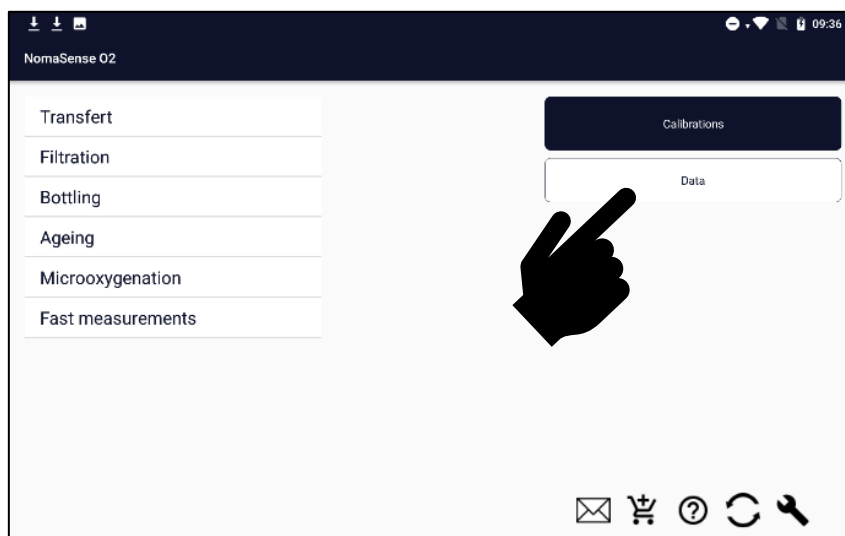 09:36
NomaSense O2
Transfert
Filtration
Bottling
Ageing
Microoxygenation
Fast measurements
Calibrations
Data